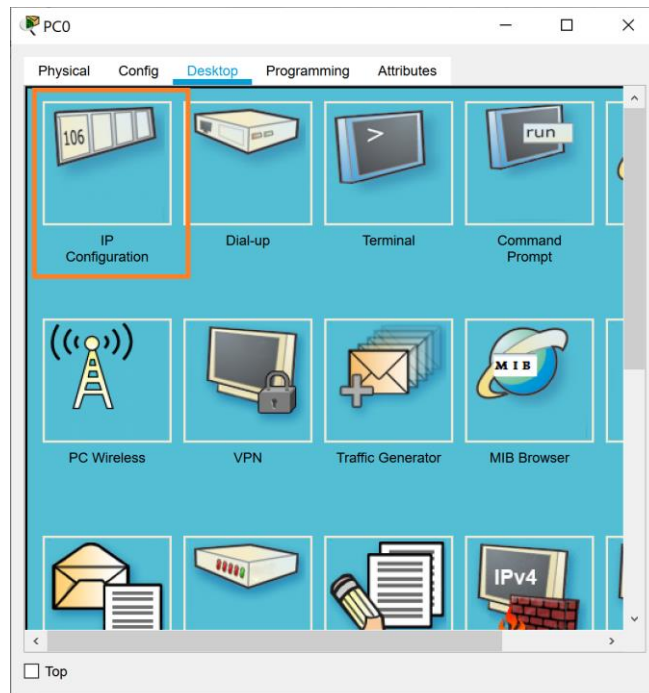 PC0
Physical Config Desktop Programming Attributes
106
>
run
IP
Configuration
Dial-up
Terminal
Command
Prompt
MIB
PC Wireless
VPN
Traffic Generator
MIB Browser
IPv4
Top